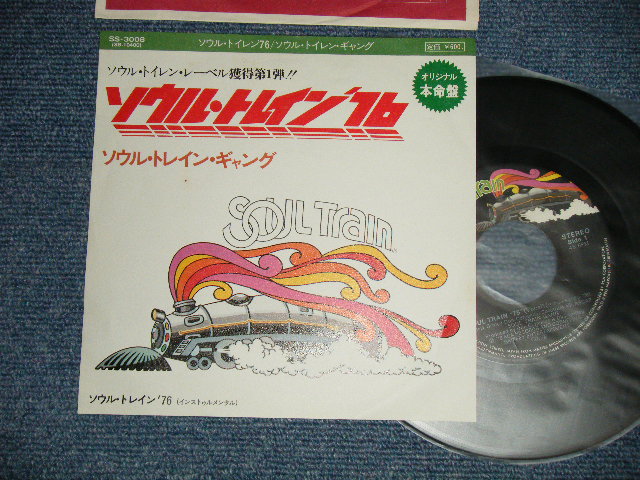 SS-3008
(XB-10400)
ソウル・トイレン76/ソウル・トイレン・ギャング
定価 ¥600
ソウル・トイレン・レーベル獲得第1弾!!
オリジナル
本命盤
ソウル・トレイン'76
ソウル・トレイン・ギャング
SOUL Train
ソウル・トレイン'76 (インストゥルメンタル)
STEREO
Side 1